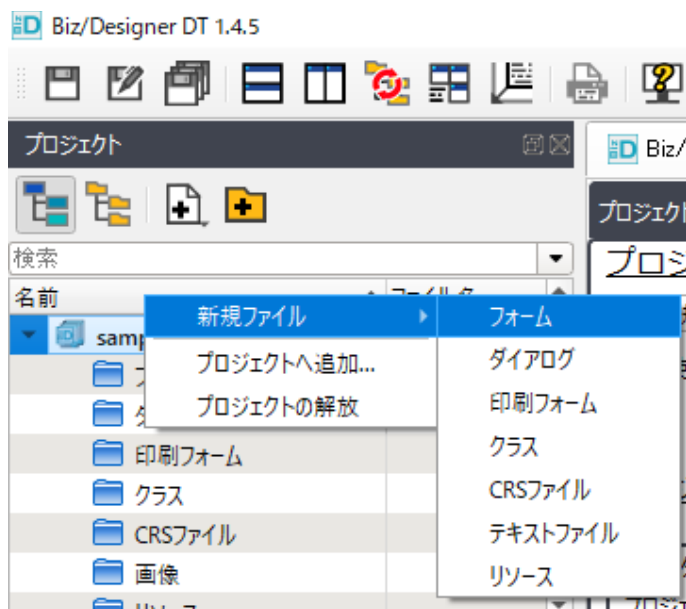 Biz/Designer DT 1.4.5
プロジェクト
Biz/
プロジェクト
検索
プロジ
名前
samp
新規ファイル
プロジェクトへ追加...
プロジェクトの解放
フォーム
ダイアログ
印刷フォーム
クラス
CRSファイル
テキストファイル
リソース
印刷フォーム
クラス
CRSファイル
画像